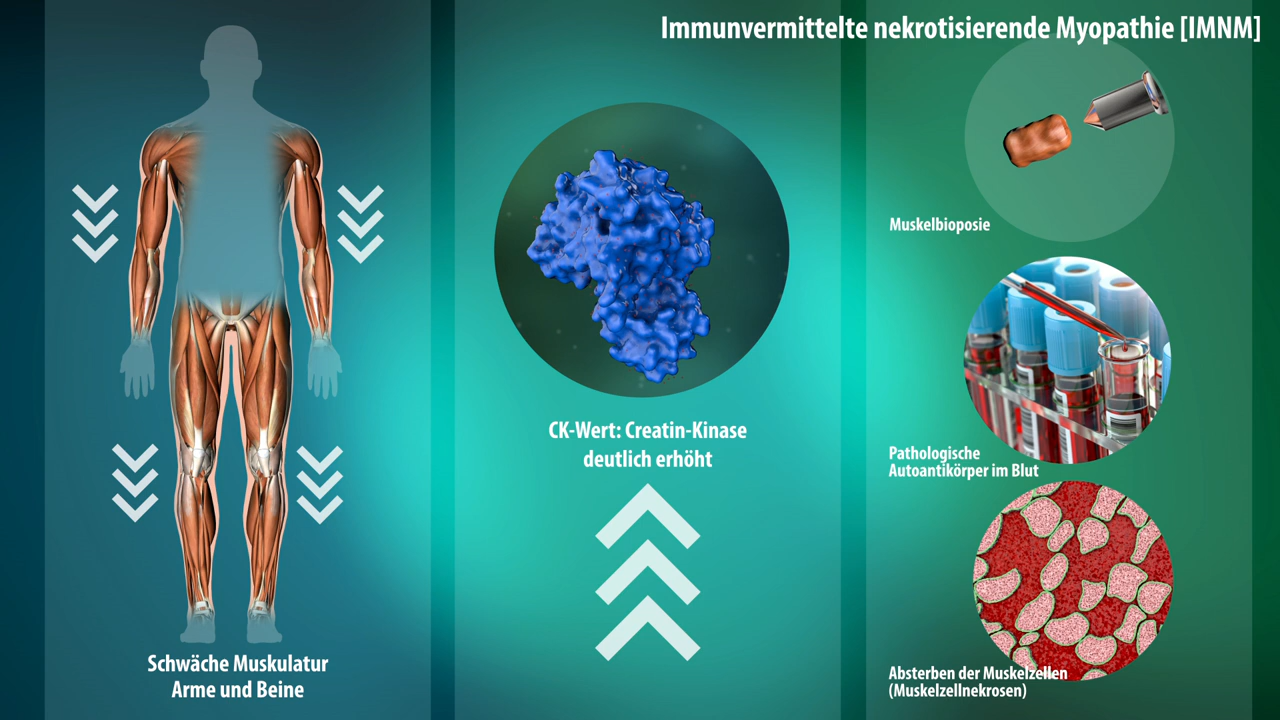 Immunvermittelte nekrotisierende Myopathie [IMNM]
Schwäche Muskulatur
Arme und Beine
CK-Wert: Creatin-Kinase
deutlich erhöht
Muskelbioposie
Pathologische
Autoantikörper im Blut
Absterben der Muskelzellen
(Muskelzellnekrosen)